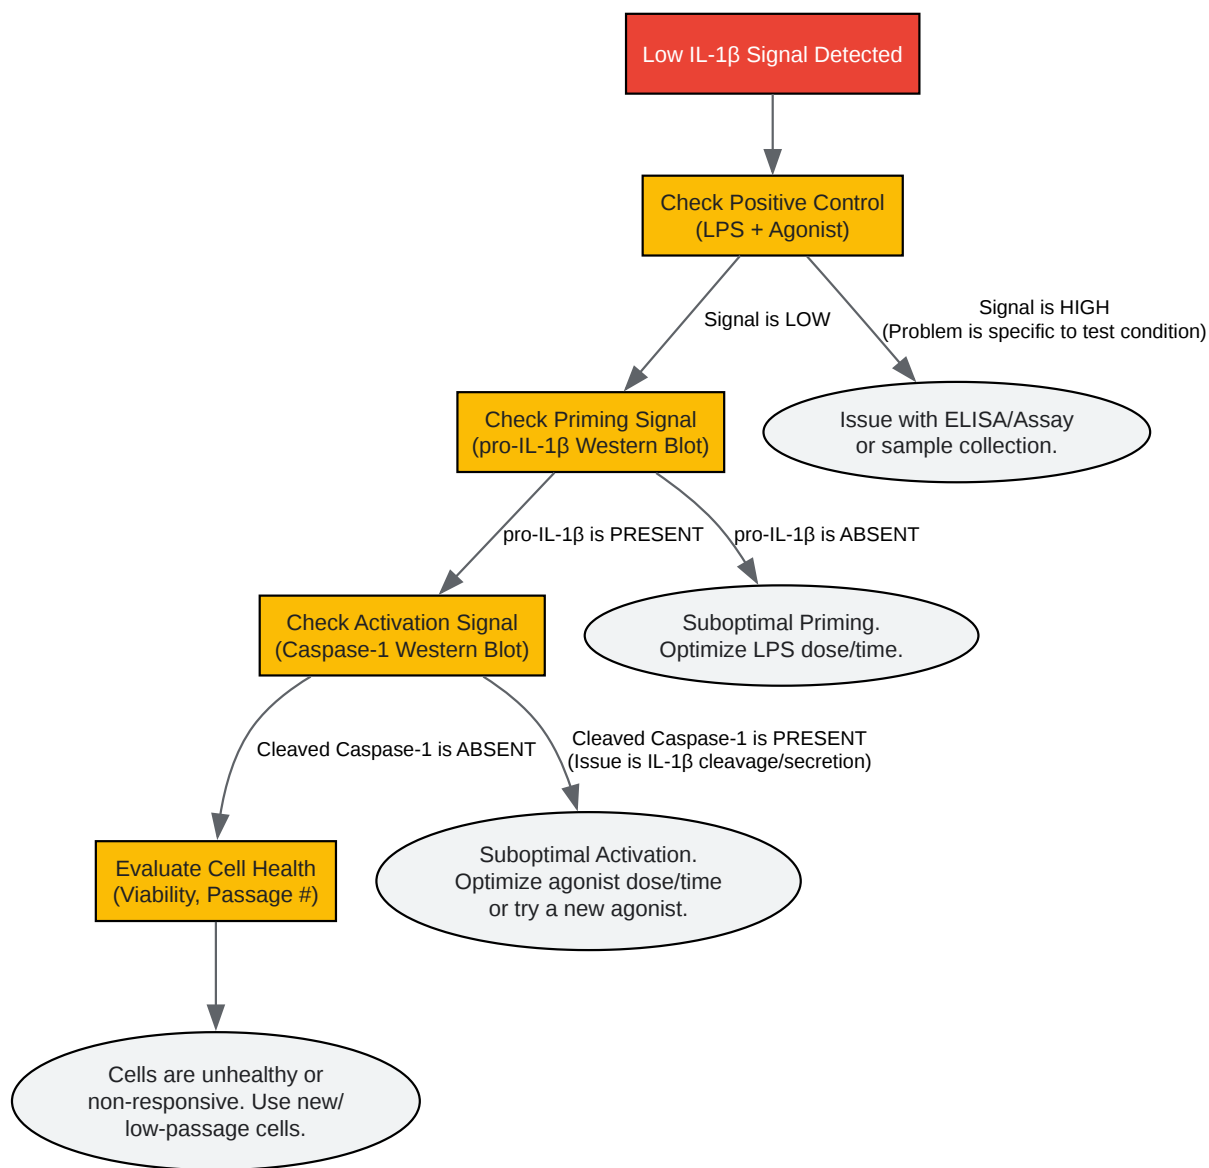 Low IL-1β Signal Detected
Check Positive Control
(LPS + Agonist)
Signal is LOW
Signal is HIGH
(Problem is specific to test condition)
Check Priming Signal
(pro-IL-1β Western Blot)
Issue with ELISA/Assay
or sample collection.
pro-IL-1β is PRESENT
pro-IL-1β is ABSENT
Check Activation Signal
(Caspase-1 Western Blot)
Suboptimal Priming.
Optimize LPS dose/time.
Cleaved Caspase-1 is ABSENT
Cleaved Caspase-1 is PRESENT
(Issue is IL-1β cleavage/secretion)
Evaluate Cell Health
(Viability, Passage #)
Suboptimal Activation.
Optimize agonist dose/time
or try a new agonist.
Cells are unhealthy or
non-responsive. Use new/
low-passage cells.